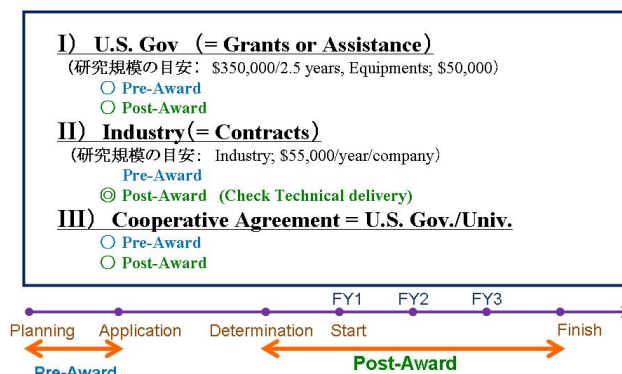 I) U.S. Gov (= Grants or Assistance)
(研究規模の目安: $350,000/2.5 years, Equipments; $50,000)
○ Pre-Award
○ Post-Award
II) Industry(= Contracts)
(研究規模の目安: Industry; $55,000/year/company)
Pre-Award
◎ Post-Award (Check Technical delivery)
III) Cooperative Agreement = U.S. Gov./Univ.
○ Pre-Award
○ Post-Award
FY1 FY2 FY3
Planning Application Determination Start Finish
Post-Award
Pre-Award